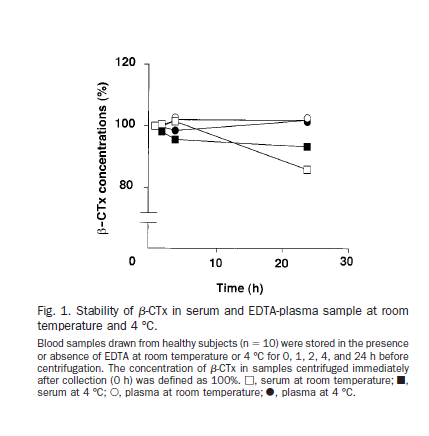 120
100
80
β-CTx concentrations (%)
0
10
20
30
Time (h)
Fig. 1. Stability of β-CTx in serum and EDTA-plasma sample at room
temperature and 4 °C.
Blood samples drawn from healthy subjects (n = 10) were stored in the presence
or absence of EDTA at room temperature or 4 °C for 0, 1, 2, 4, and 24 h before
centrifugation. The concentration of β-CTx in samples centrifuged immediately
after collection (0 h) was defined as 100%. □, serum at room temperature; ■,
serum at 4 °C; ○, plasma at room temperature; ●, plasma at 4 °C.